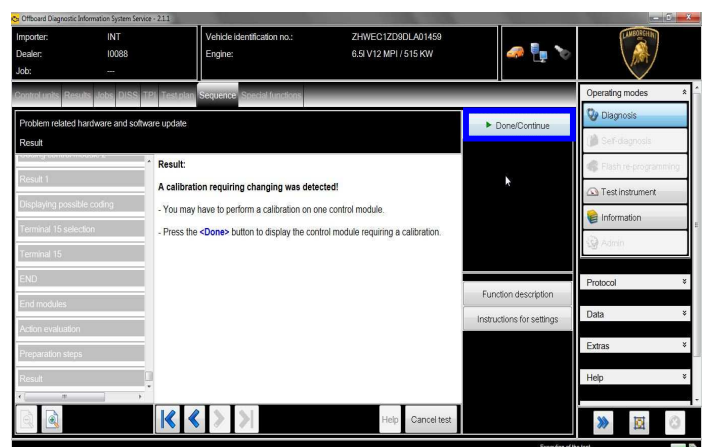 Offboard Diagnostic Information System Service - 2.1.1
Importer: INT
Dealer: I0088
Job: ---
Vehicle identification no.: ZHWEC1ZD9DLA01459
Engine: 6.5l V12 MPI / 515 KW
LAMBORGHINI
Control units Results Jobs DISS TPI Test plan Sequence Special functions
Operating modes
Problem related hardware and software update
Result
Done/Continue
Diagnosis
Self-diagnosis
Flash re-programming
Test instrument
Information
Admin
Result 1
Displaying possible coding
Terminal 15 selection
Terminal 15
END
End modules
Action evaluation
Preparation steps
Result
Result:
A calibration requiring changing was detected!
- You may have to perform a calibration on one control module.
- Press the <Done> button to display the control module requiring a calibration.
Function description
Instructions for settings
Protocol
Data
Extras
Help
Help
Cancel test